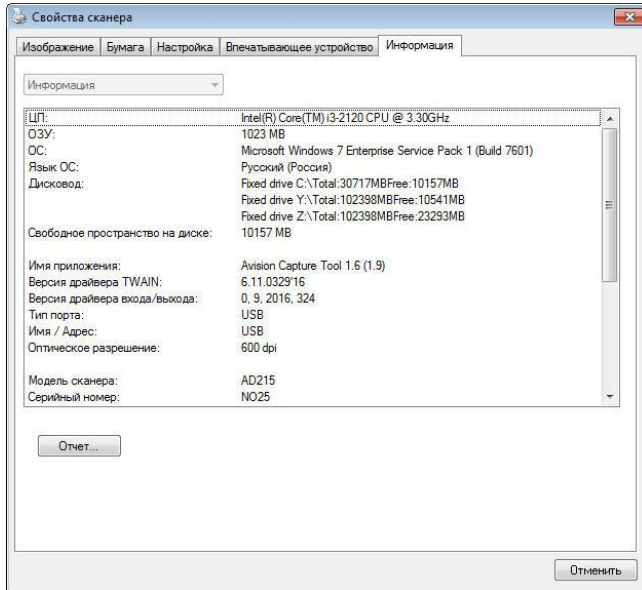 Свойства сканера
Изображение Бумага Настройка Впечатывающее устройство Информация
Информация
ЦП: Intel(R) Core(TM) i3-2120 CPU @ 3.30GHz
ОЗУ: 1023 MB
ОС: Microsoft Windows 7 Enterprise Service Pack 1 (Build 7601)
Язык ОС: Русский (Россия)
Дисковод: Fixed drive C:\Total:30717MBFree:10157MB
Fixed drive Y:\Total:102398MBFree:10541MB
Fixed drive Z:\Total:102398MBFree:23293MB
Свободное пространство на диске: 10157 MB
Имя приложения: Avision Capture Tool 1.6 (1.9)
Версия драйвера TWAIN: 6.11.0329'16
Версия драйвера входа/выхода: 0, 9, 2016, 324
Тип порта: USB
Имя / Адрес: USB
Оптическое разрешение: 600 dpi
Модель сканера: AD215
Серийный номер: NO25
Отчет...
Отменить